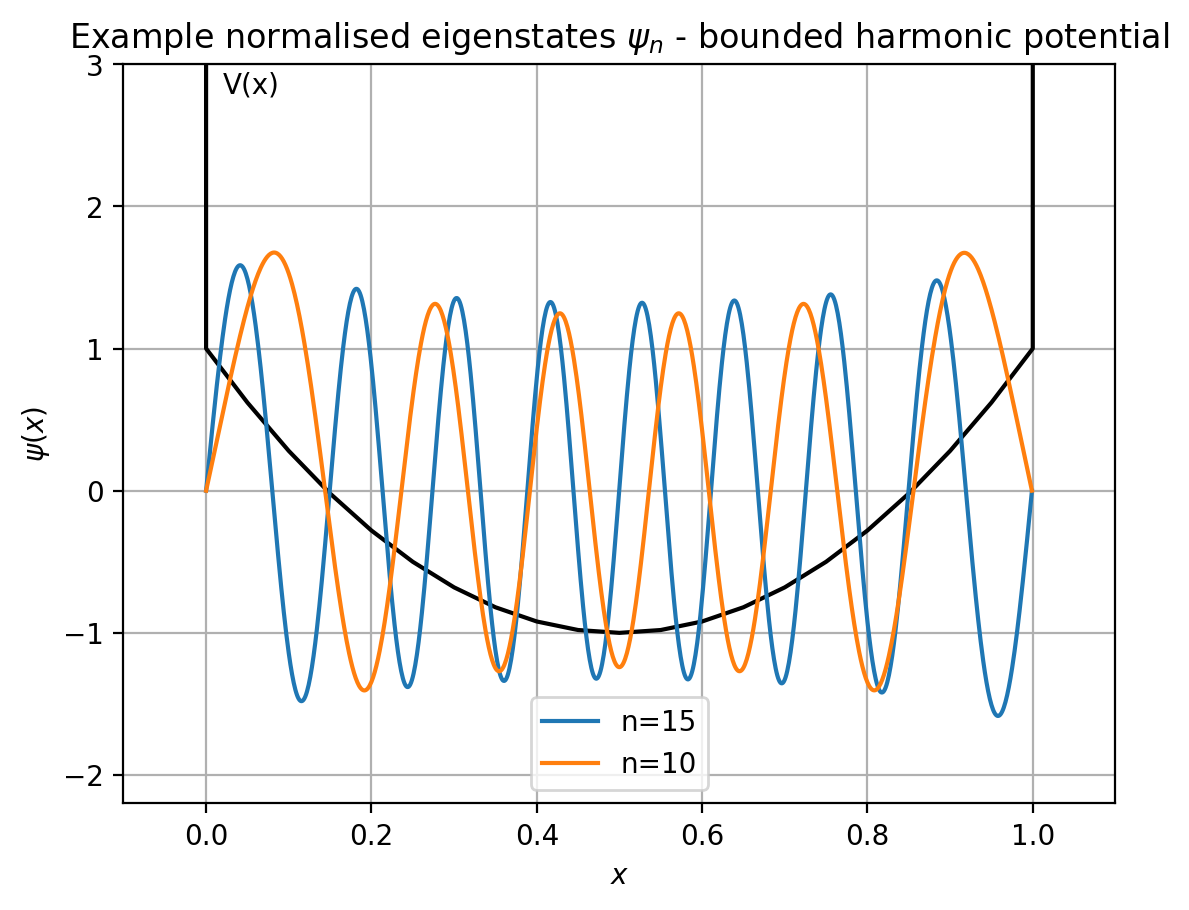 Example normalised eigenstates ψₙ - bounded harmonic potential
3
V(x)
2
1
0
−1
−2
ψ(x)
n=15
n=10
0.0 0.2 0.4 0.6 0.8 1.0
x